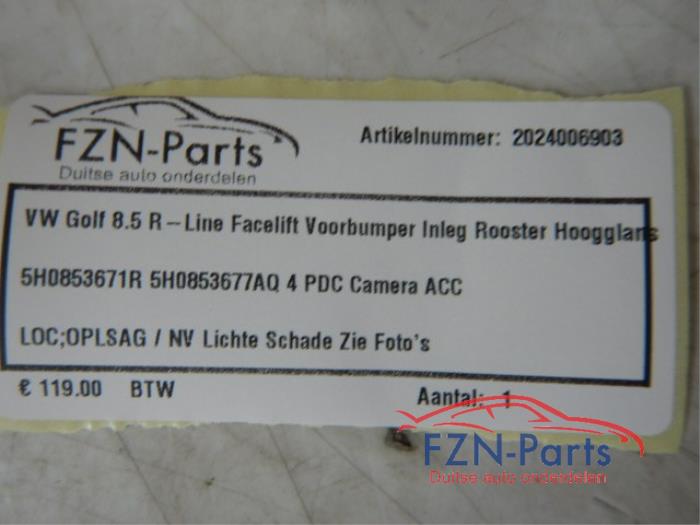 FZN-Parts
Duitse auto onderdelen
Artikelnummer: 2024006903
VW Golf 8.5 R-Line Facelift Voorbumper Inleg Rooster Hoogglans
5H0853671R 5H0853677AQ 4 PDC Camera ACC
LOC;OPLSAG / NV Lichte Schade Zie Foto's
€ 119.00 BTW
Aantal: 1
FZN-Parts
Duitse auto onderdelen